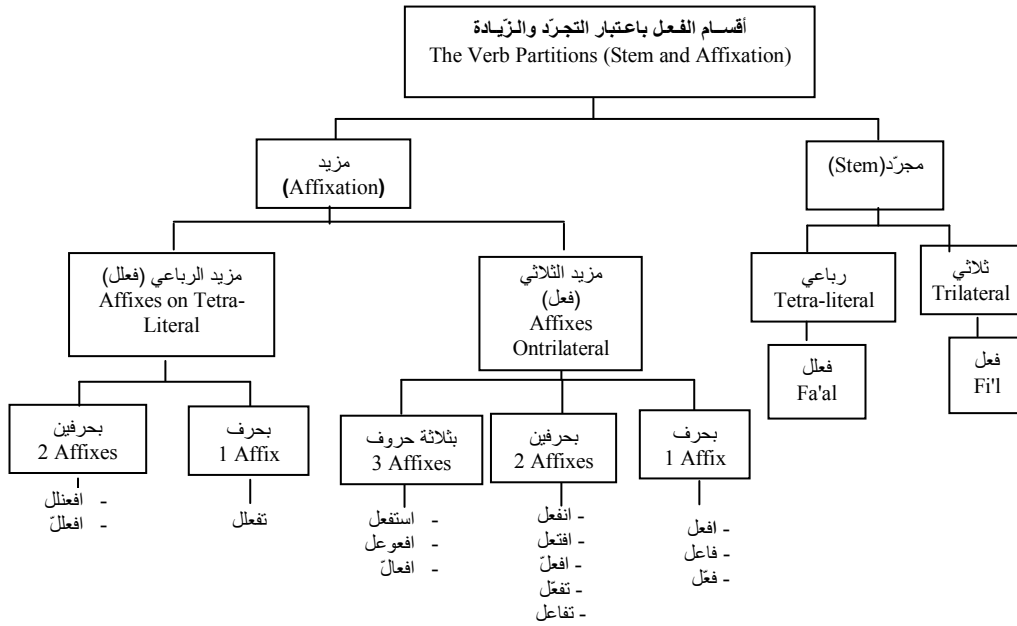 أقســام الفـعل باعتبار التجـرّد والـزّيـادة
The Verb Partitions (Stem and Affixation)
مجرّد(Stem)
مزيد
(Affixation)
ثلاثي
Trilateral
رباعي
Tetra-literal
مزيد الثلاثي
(فعل)
Affixes
Ontrilateral
مزيد الرباعي (فعلل)
Affixes on Tetra-
Literal
فعل
Fi'l
فعلل
Fa'al
بحرف
1 Affix
بحرفين
2 Affixes
بثلاثة حروف
3 Affixes
بحرف
1 Affix
بحرفين
2 Affixes
- افعل
- فاعل
- فعّل
- انفعل
- افتعل
- افعلّ
- تفعّل
- تفاعل
- استفعل
- افعوعل
- افعالّ
تفعلل
- افعنلل
- افعللّ